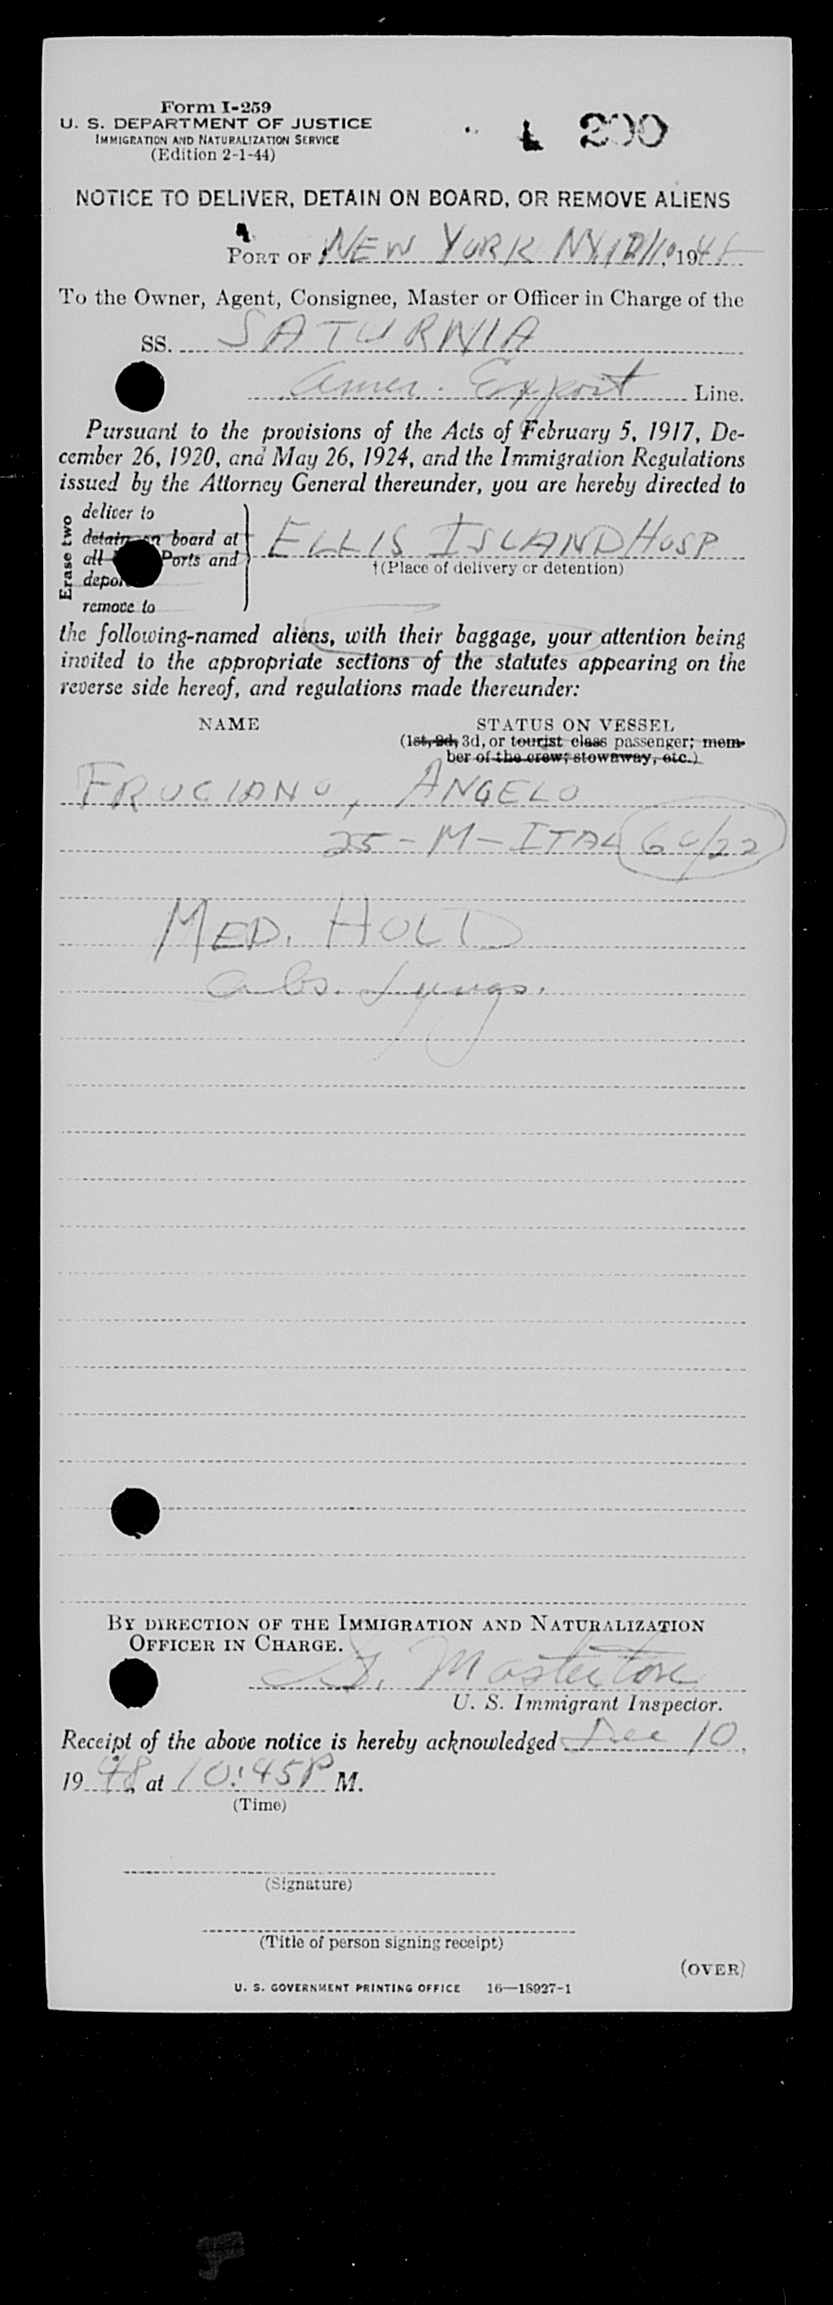 Form I-259
U. S. DEPARTMENT OF JUSTICE
IMMIGRATION AND NATURALIZATION SERVICE
(Edition 2-1-44)
200
NOTICE TO DELIVER, DETAIN ON BOARD, OR REMOVE ALIENS
PORT OF NEW YORK NY, 12/10, 1948
To the Owner, Agent, Consignee, Master or Officer in Charge of the
SS. SATURNIA
Amer. Export Line.
Pursuant to the provisions of the Acts of February 5, 1917, De-
cember 26, 1920, and May 26, 1924, and the Immigration Regulations
issued by the Attorney General thereunder, you are hereby directed to
Erase two
deliver to
detain on board at
all Ports and
remove to
ELLIS ISLAND HOSP
†(Place of delivery or detention)
the following-named aliens, with their baggage, your attention being
invited to the appropriate sections of the statutes appearing on the
reverse side hereof, and regulations made thereunder:
NAME STATUS ON VESSEL
(1st, 2d, 3d, or tourist class passenger; mem-
ber of the crew; stowaway, etc.)
FRUCIANO, ANGELO
25 - M - ITAL 60/22
MED. HOLD
Obs. Lungs.
BY DIRECTION OF THE IMMIGRATION AND NATURALIZATION
OFFICER IN CHARGE.
Masterton
U. S. Immigrant Inspector.
Receipt of the above notice is hereby acknowledged Dec 10,
1948, at 10:45 P M.
(Time)
(Signature)
(Title of person signing receipt)
(OVER)
U. S. GOVERNMENT PRINTING OFFICE 16—18927-1